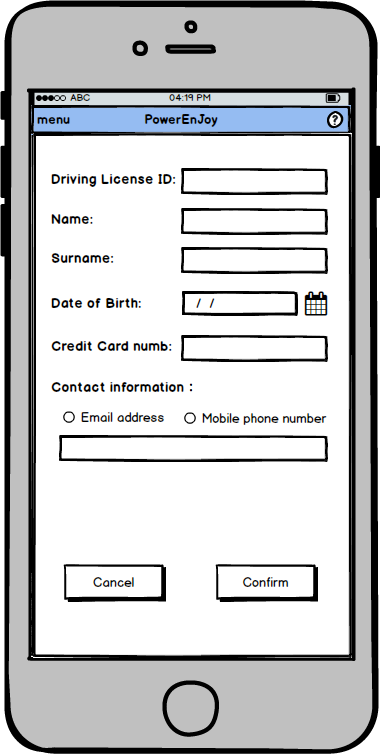 ABC 04:19 PM
menu PowerEnJoy ?
Driving License ID:
Name:
Surname:
Date of Birth: / /
Credit Card numb:
Contact information :
Email address Mobile phone number
Cancel Confirm